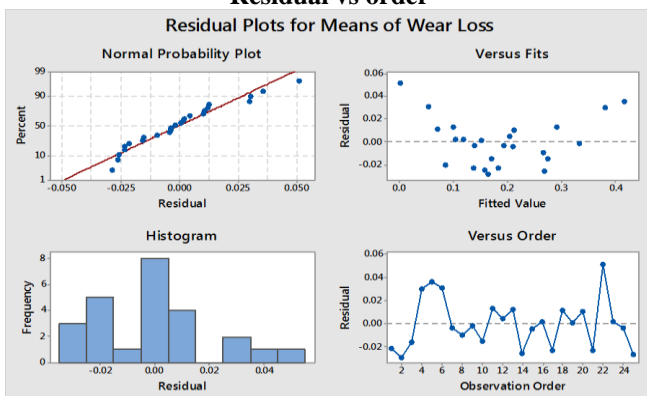 Residual vs order
Residual Plots for Means of Wear Loss
Normal Probability Plot
99
90
50
10
1
Percent
-0.050 -0.025 0.000 0.025 0.050
Residual
Versus Fits
0.06
0.04
0.02
0.00
-0.02
Residual
0.0 0.1 0.2 0.3 0.4
Fitted Value
Histogram
8
6
4
2
0
Frequency
-0.02 0.00 0.02 0.04
Residual
Versus Order
0.06
0.04
0.02
0.00
-0.02
Residual
2 4 6 8 10 12 14 16 18 20 22 24
Observation Order